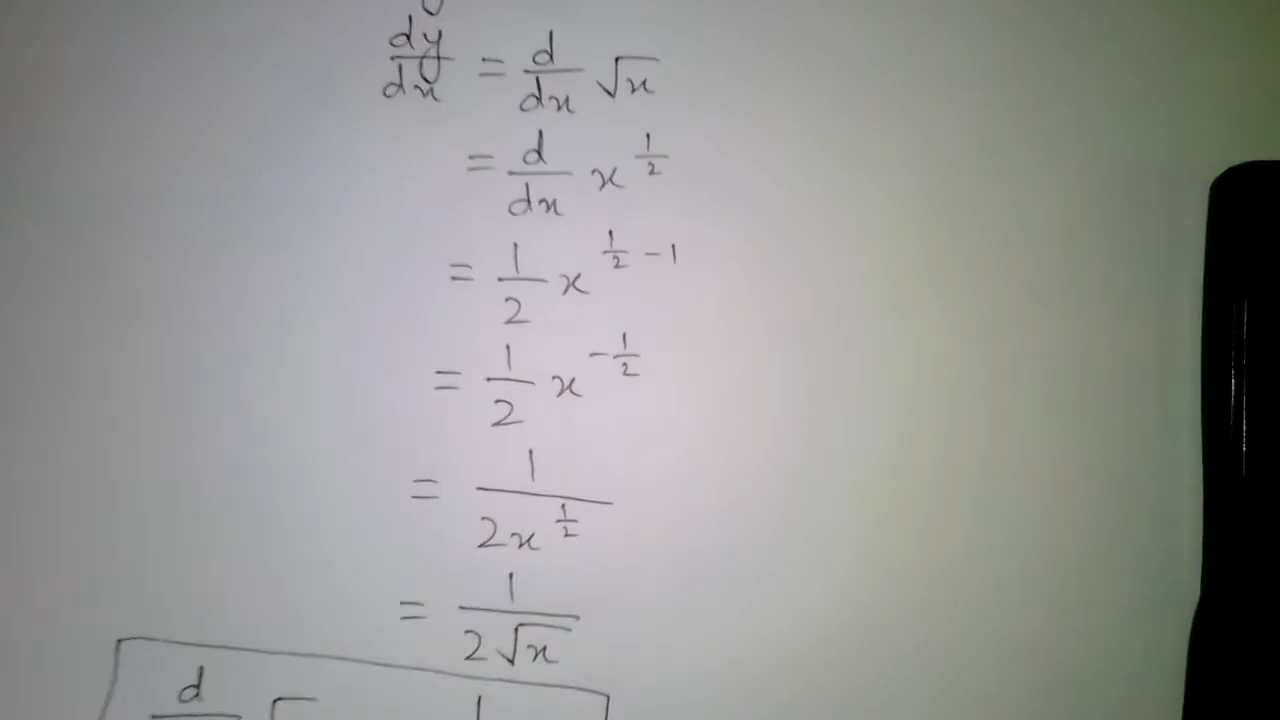 dy/dx = d/dx √x
= d/dx x^(1/2)
= 1/2 x^(1/2 - 1)
= 1/2 x^(-1/2)
= 1/(2x^(1/2))
= 1/(2√x)
d
1